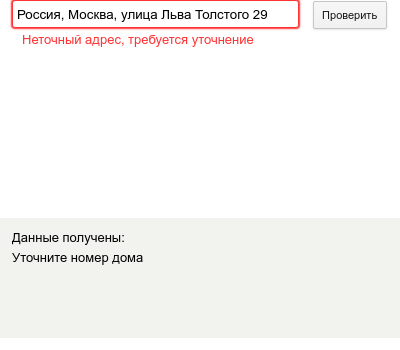 Россия, Москва, улица Льва Толстого 29
Проверить
Неточный адрес, требуется уточнение
Данные получены:
Уточните номер дома